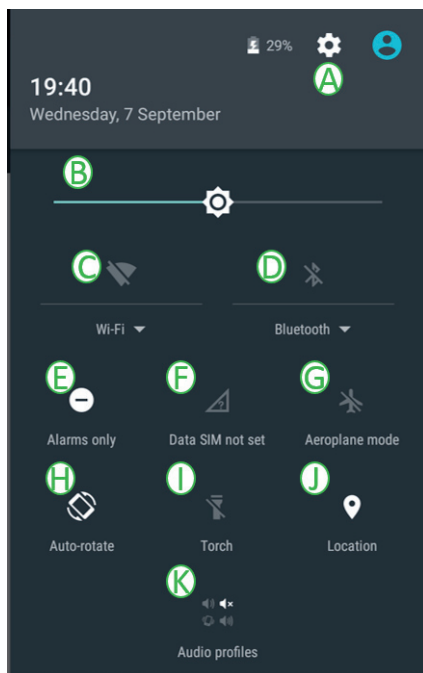 29%
A
19:40
Wednesday, 7 September
B
C
D
Wi-Fi
Bluetooth
E
F
G
Alarms only
Data SIM not set
Aeroplane mode
H
I
J
Auto-rotate
Torch
Location
K
Audio profiles